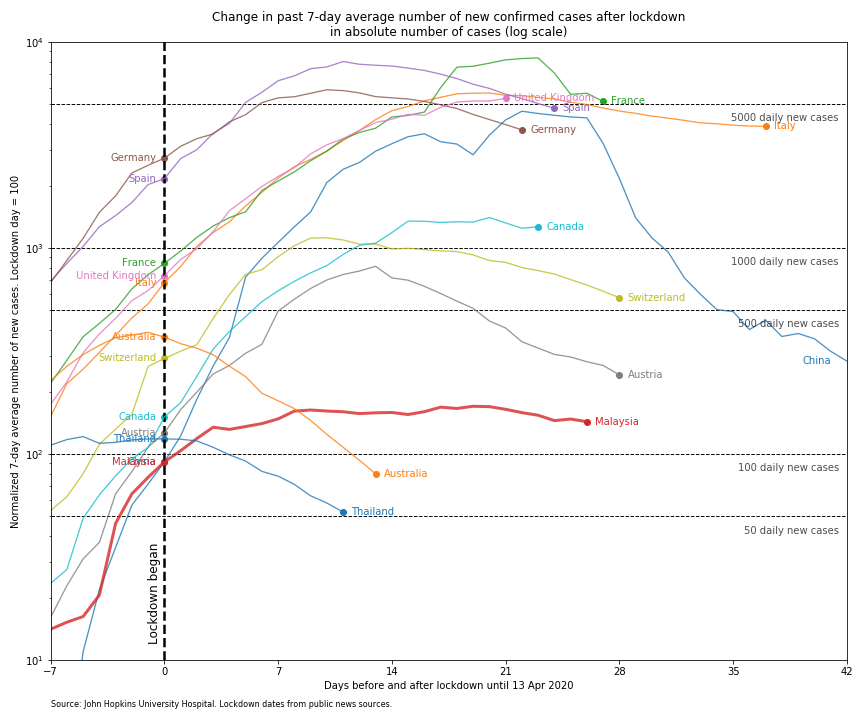 Change in past 7-day average number of new confirmed cases after lockdown
in absolute number of cases (log scale)
10⁴
France
United Kingdom
Spain
5000 daily new cases
Italy
Germany
Germany
Spain
10³
Canada
1000 daily new cases
France
United Kingdom
Italy
Switzerland
500 daily new cases
Australia
Switzerland
China
Austria
Canada
Malaysia
Austria
Thailand
10²
Malaysia
100 daily new cases
Australia
Thailand
50 daily new cases
Lockdown began
10¹
Normalized 7-day average number of new cases. Lockdown day = 100
−7
0
7
14
21
28
35
42
Days before and after lockdown until 13 Apr 2020
Source: John Hopkins University Hospital. Lockdown dates from public news sources.